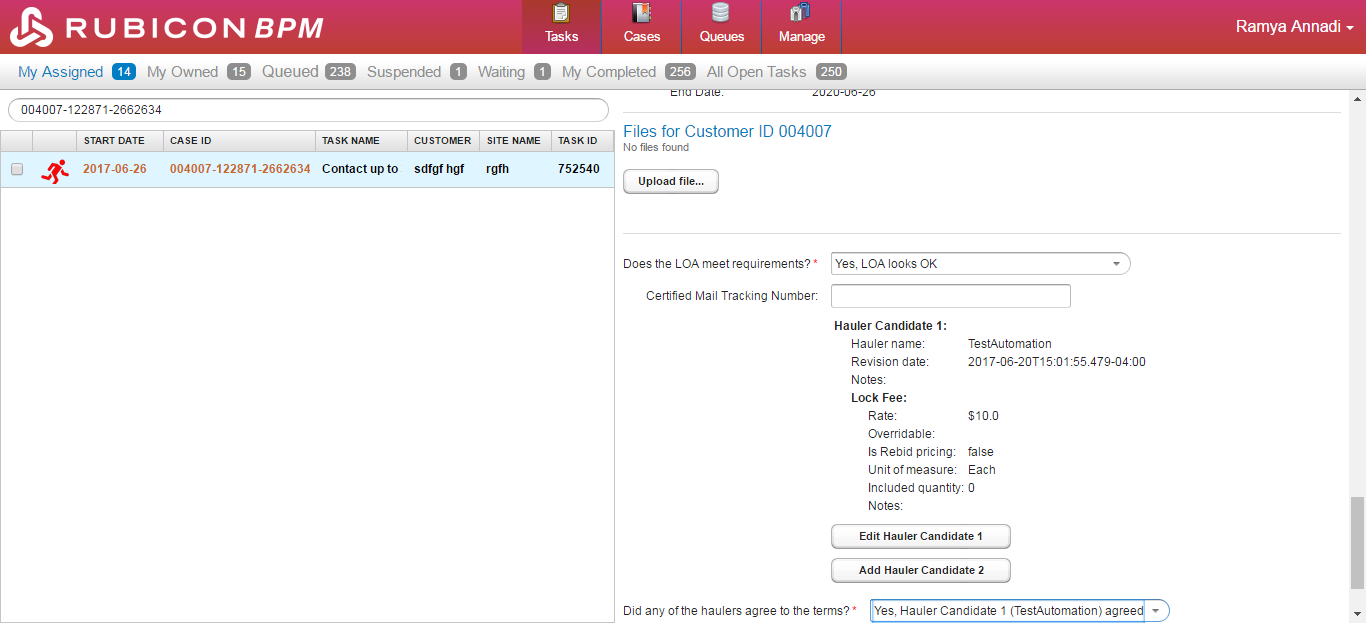 RUBICON BPM
Tasks Cases Queues Manage
Ramya Annadi
My Assigned 14 My Owned 15 Queued 238 Suspended 1 Waiting 1 My Completed 256 All Open Tasks 250
004007-122871-2662634
START DATE CASE ID TASK NAME CUSTOMER SITE NAME TASK ID
2017-06-26 004007-122871-2662634 Contact up to sdfgf hgf rgfh 752540
End Date: 2020-06-26
Files for Customer ID 004007
No files found
Upload file...
Does the LOA meet requirements?* Yes, LOA looks OK
Certified Mail Tracking Number:
Hauler Candidate 1:
Hauler name: TestAutomation
Revision date: 2017-06-20T15:01:55.479-04:00
Notes:
Lock Fee:
Rate: $10.0
Overridable:
Is Rebid pricing: false
Unit of measure: Each
Included quantity: 0
Notes:
Edit Hauler Candidate 1
Add Hauler Candidate 2
Did any of the haulers agree to the terms?* Yes, Hauler Candidate 1 (TestAutomation) agreed